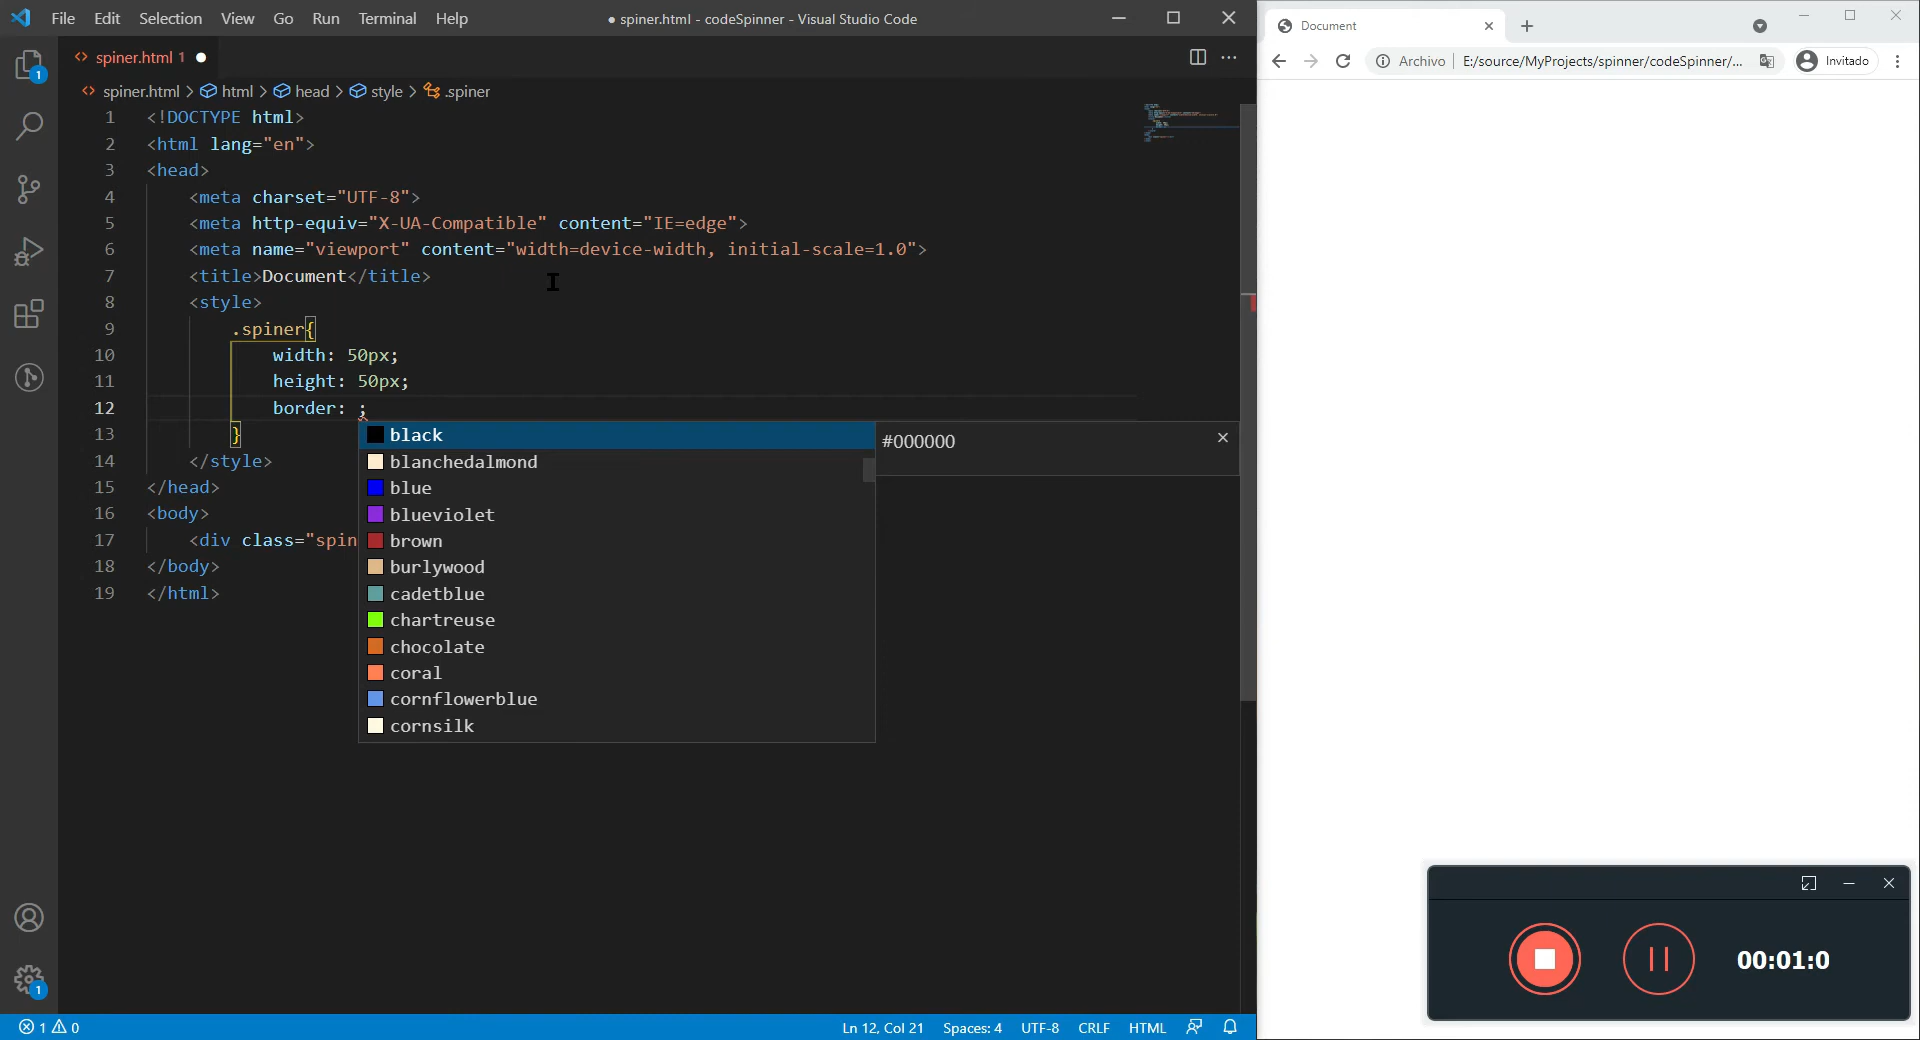 File Edit Selection View Go Run Terminal Help
● spiner.html - codeSpinner - Visual Studio Code
spiner.html 1 ●
spinner.html > html > head > style > .spiner
1 <!DOCTYPE html>
2 <html lang="en">
3 <head>
4 <meta charset="UTF-8">
5 <meta http-equiv="X-UA-Compatible" content="IE=edge">
6 <meta name="viewport" content="width=device-width, initial-scale=1.0">
7 <title>Document</title>
8 <style>
9 .spiner{
10 width: 50px;
11 height: 50px;
12 border: ;
13 }
14 </style>
15 </head>
16 <body>
17 <div class="spin
18 </body>
19 </html>
black
blanchedalmond
blue
blueviolet
brown
burlywood
cadetblue
chartreuse
chocolate
coral
cornflowerblue
cornsilk
#000000
1
1
1 0
Ln 12, Col 21 Spaces: 4 UTF-8 CRLF HTML
Document
Archivo E:/source/MyProjects/spinner/codeSpinner/... Invitado
00:01:0